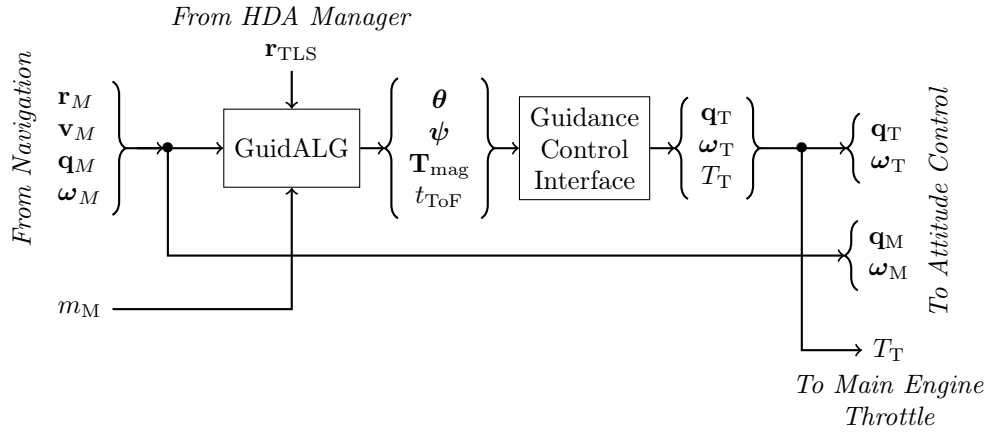 From HDA Manager
r_TLS
From Navigation
r_M
v_M
q_M
ω_M
GuidALG
θ
ψ
T_mag
t_ToF
Guidance
Control
Interface
q_T
ω_T
T_T
q_T
ω_T
q_M
ω_M
To Attitude Control
m_M
T_T
To Main Engine
Throttle